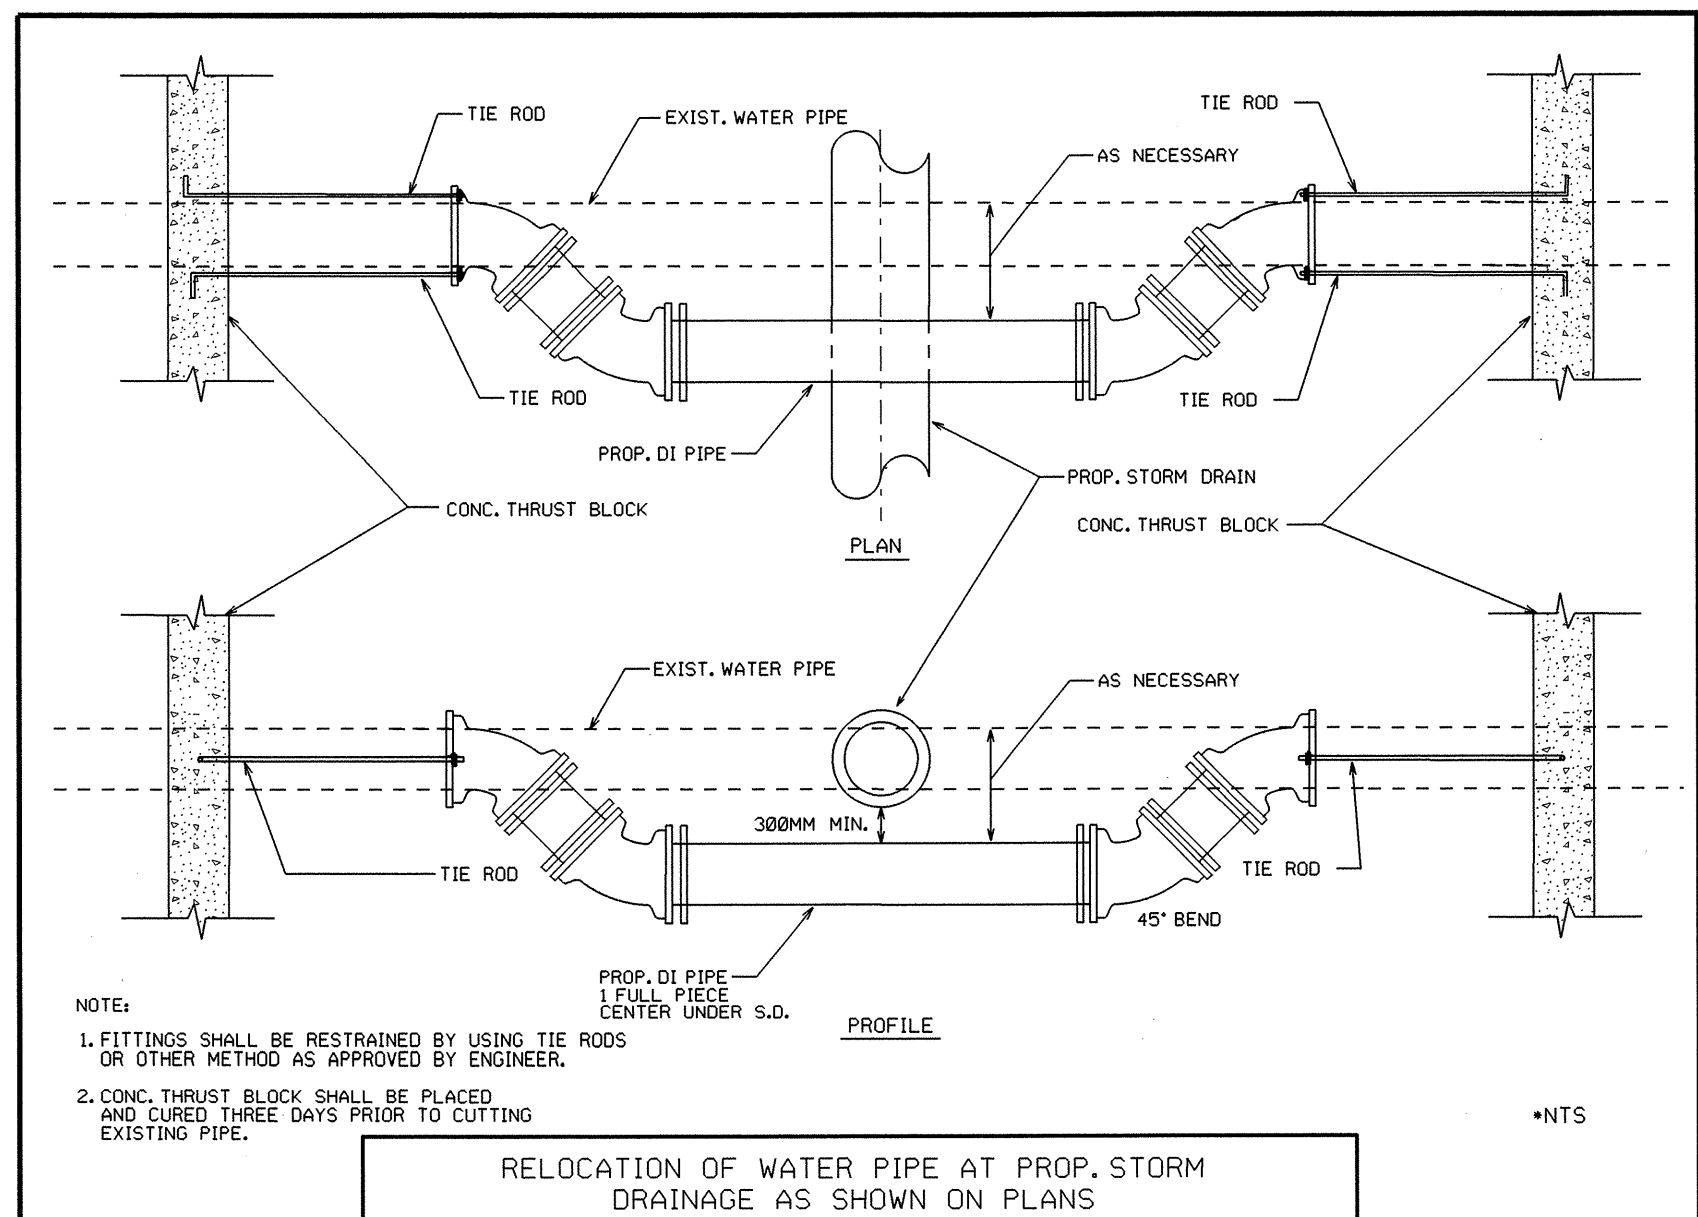 TIE ROD
EXIST. WATER PIPE
TIE ROD
AS NECESSARY
TIE ROD
TIE ROD
PROP. DI PIPE
PROP. STORM DRAIN
CONC. THRUST BLOCK
CONC. THRUST BLOCK
PLAN
EXIST. WATER PIPE
AS NECESSARY
300MM MIN.
TIE ROD
TIE ROD
45° BEND
PROP. DI PIPE
1 FULL PIECE
CENTER UNDER S.D.
PROFILE
NOTE:
1. FITTINGS SHALL BE RESTRAINED BY USING TIE RODS
OR OTHER METHOD AS APPROVED BY ENGINEER.
2. CONC. THRUST BLOCK SHALL BE PLACED
AND CURED THREE DAYS PRIOR TO CUTTING
EXISTING PIPE.
*NTS
RELOCATION OF WATER PIPE AT PROP. STORM
DRAINAGE AS SHOWN ON PLANS